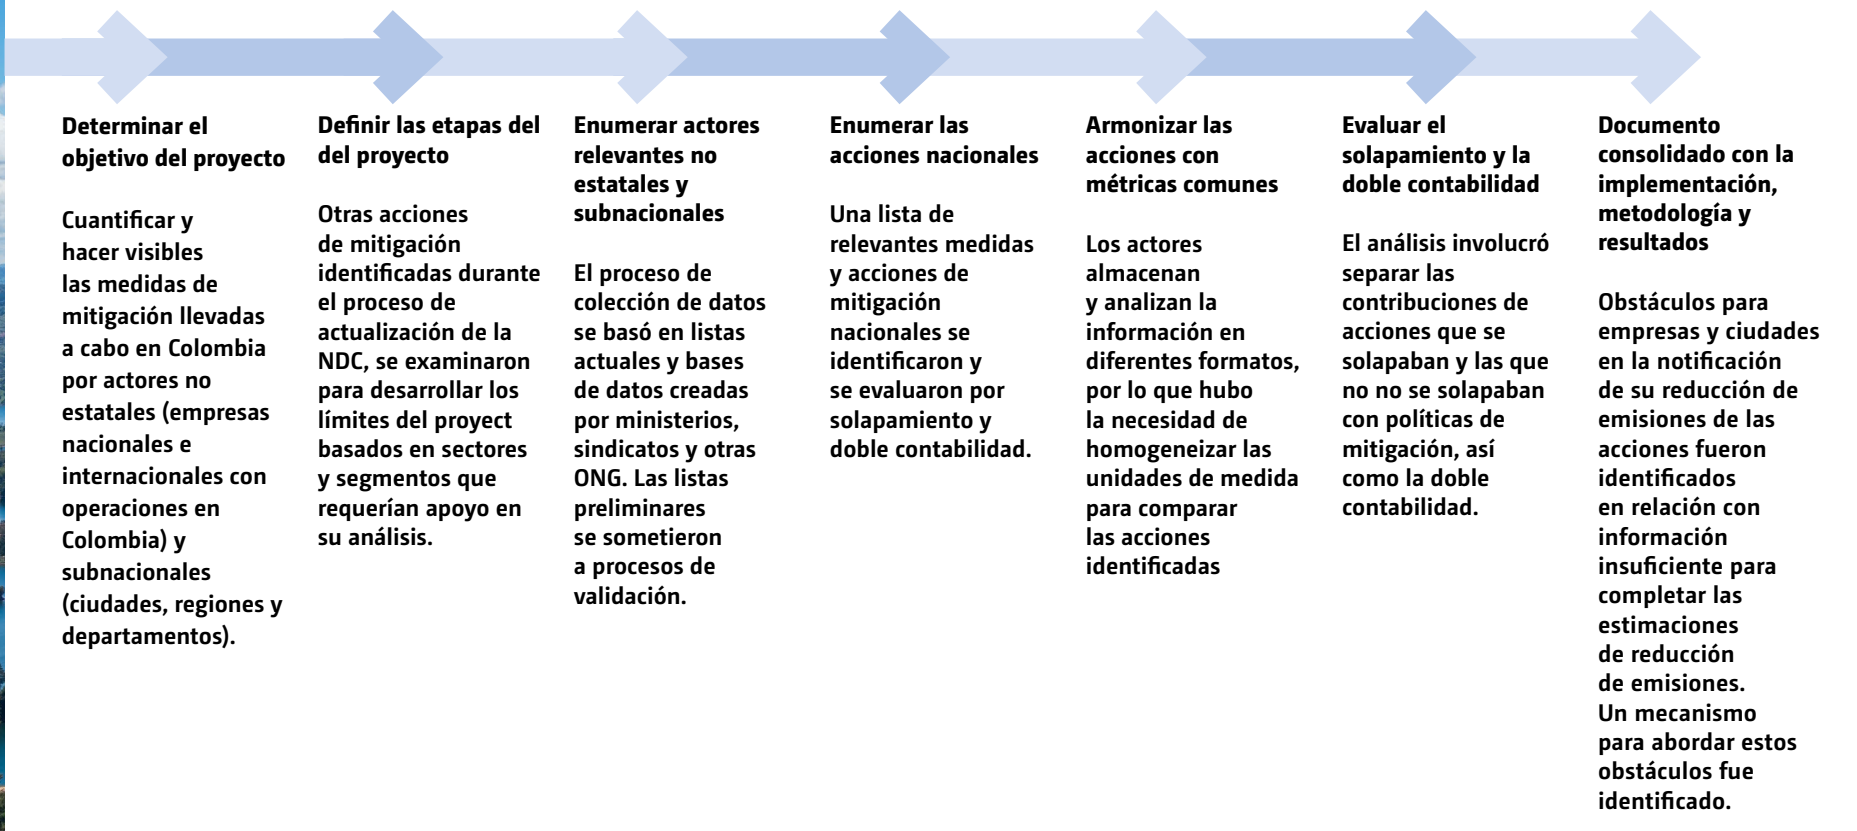 Determinar el
objetivo del proyecto
Cuantificar y
hacer visibles
las medidas de
mitigación llevadas
a cabo en Colombia
por actores no
estatales (empresas
nacionales e
internacionales con
operaciones en
Colombia) y
subnacionales
(ciudades, regiones y
departamentos).
Definir las etapas del
del proyecto
Otras acciones
de mitigación
identificadas durante
el proceso de
actualización de la
NDC, se examinaron
para desarrollar los
límites del proyect
basados en sectores
y segmentos que
requerían apoyo en
su análisis.
Enumerar actores
relevantes no
estatales y
subnacionales
El proceso de
colección de datos
se basó en listas
actuales y bases
de datos creadas
por ministerios,
sindicatos y otras
ONG. Las listas
preliminares
se sometieron
a procesos de
validación.
Enumerar las
acciones nacionales
Una lista de
relevantes medidas
y acciones de
mitigación
nacionales se
identificaron y
se evaluaron por
solapamiento y
doble contabilidad.
Armonizar las
acciones con
métricas comunes
Los actores
almacenan
y analizan la
información en
diferentes formatos,
por lo que hubo
la necesidad de
homogeneizar las
unidades de medida
para comparar
las acciones
identificadas
Evaluar el
solapamiento y la
doble contabilidad
El análisis involucró
separar las
contribuciones de
acciones que se
solapaban y las que
no no se solapaban
con políticas de
mitigación, así
como la doble
contabilidad.
Documento
consolidado con la
implementación,
metodología y
resultados
Obstáculos para
empresas y ciudades
en la notificación
de su reducción de
emisiones de las
acciones fueron
identificados
en relación con
información
insuficiente para
completar las
estimaciones
de reducción
de emisiones.
Un mecanismo
para abordar estos
obstáculos fue
identificado.